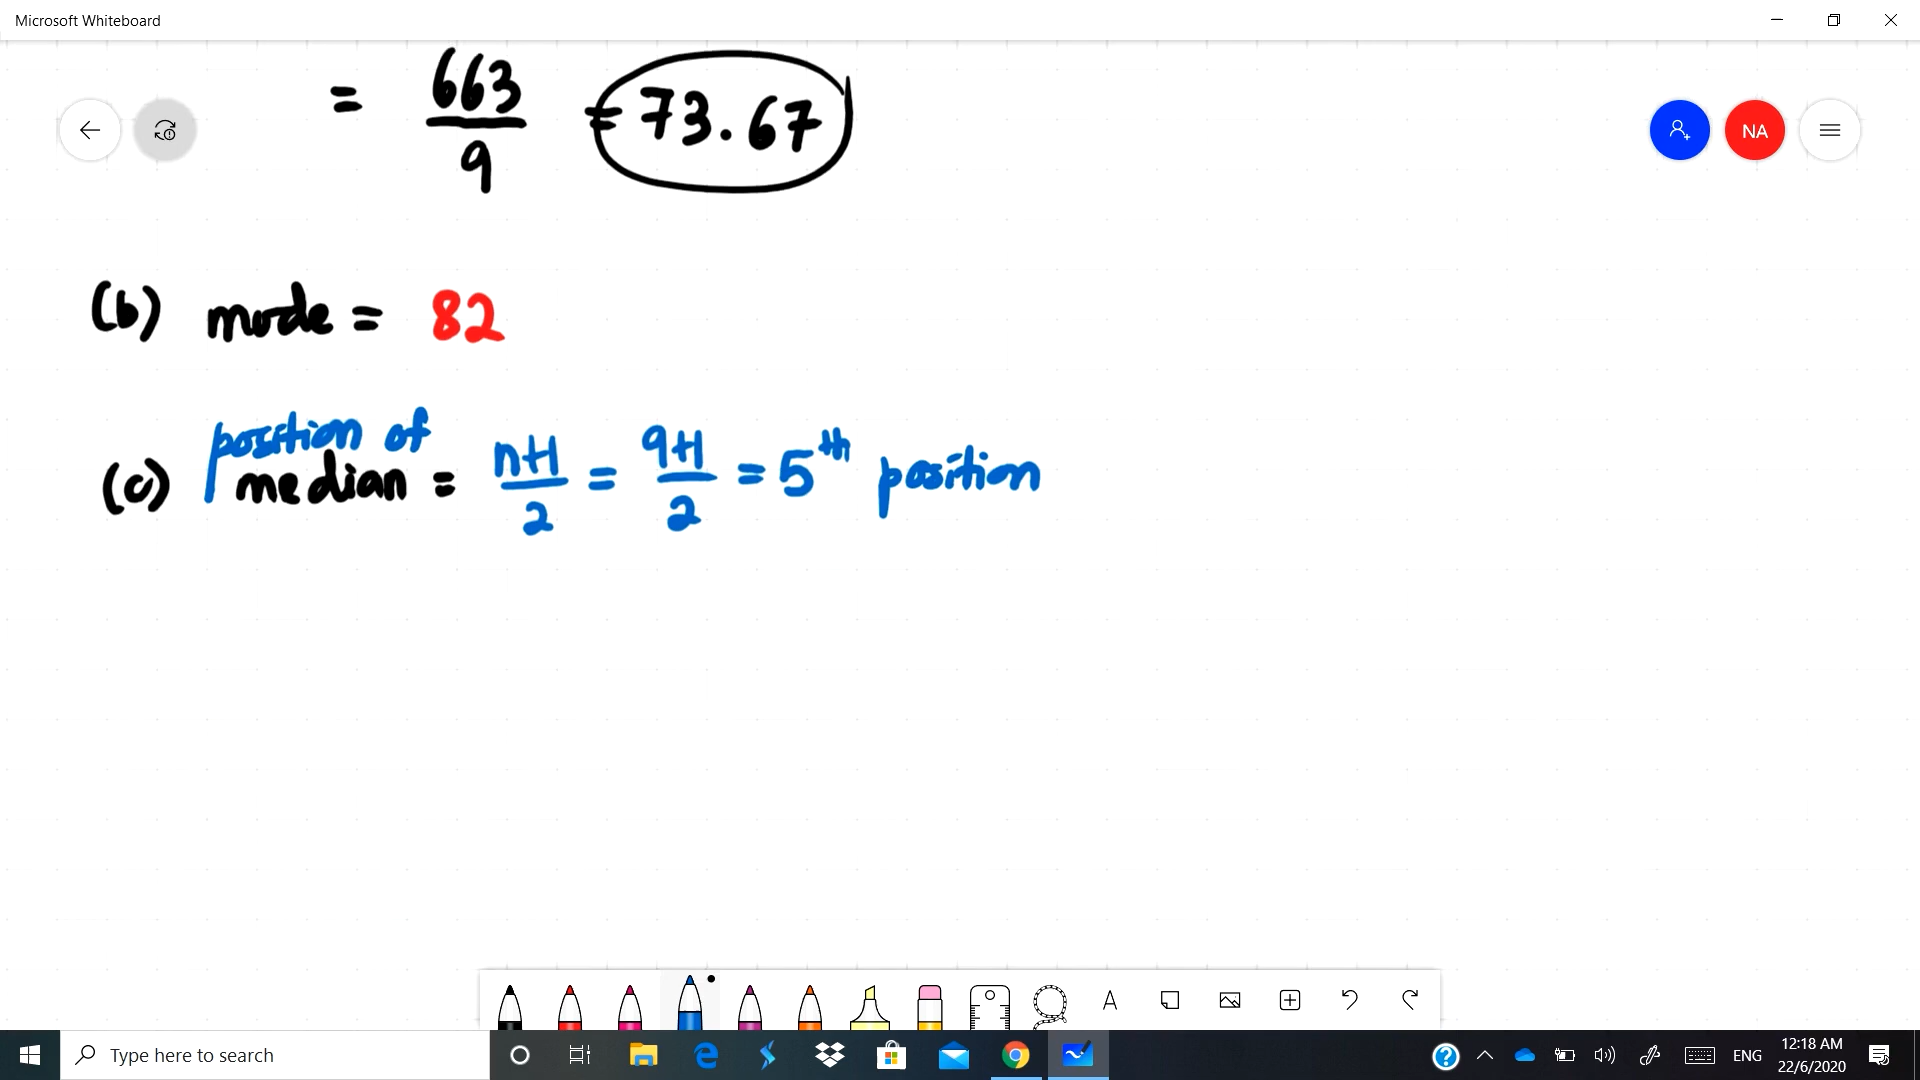 Microsoft Whiteboard
= 663/9 = 73.67
NA
(b) mode = 82
position of
(c) median = n+1/2 = 9+1/2 = 5th position
A
Type here to search
ENG
12:18 AM
22/6/2020